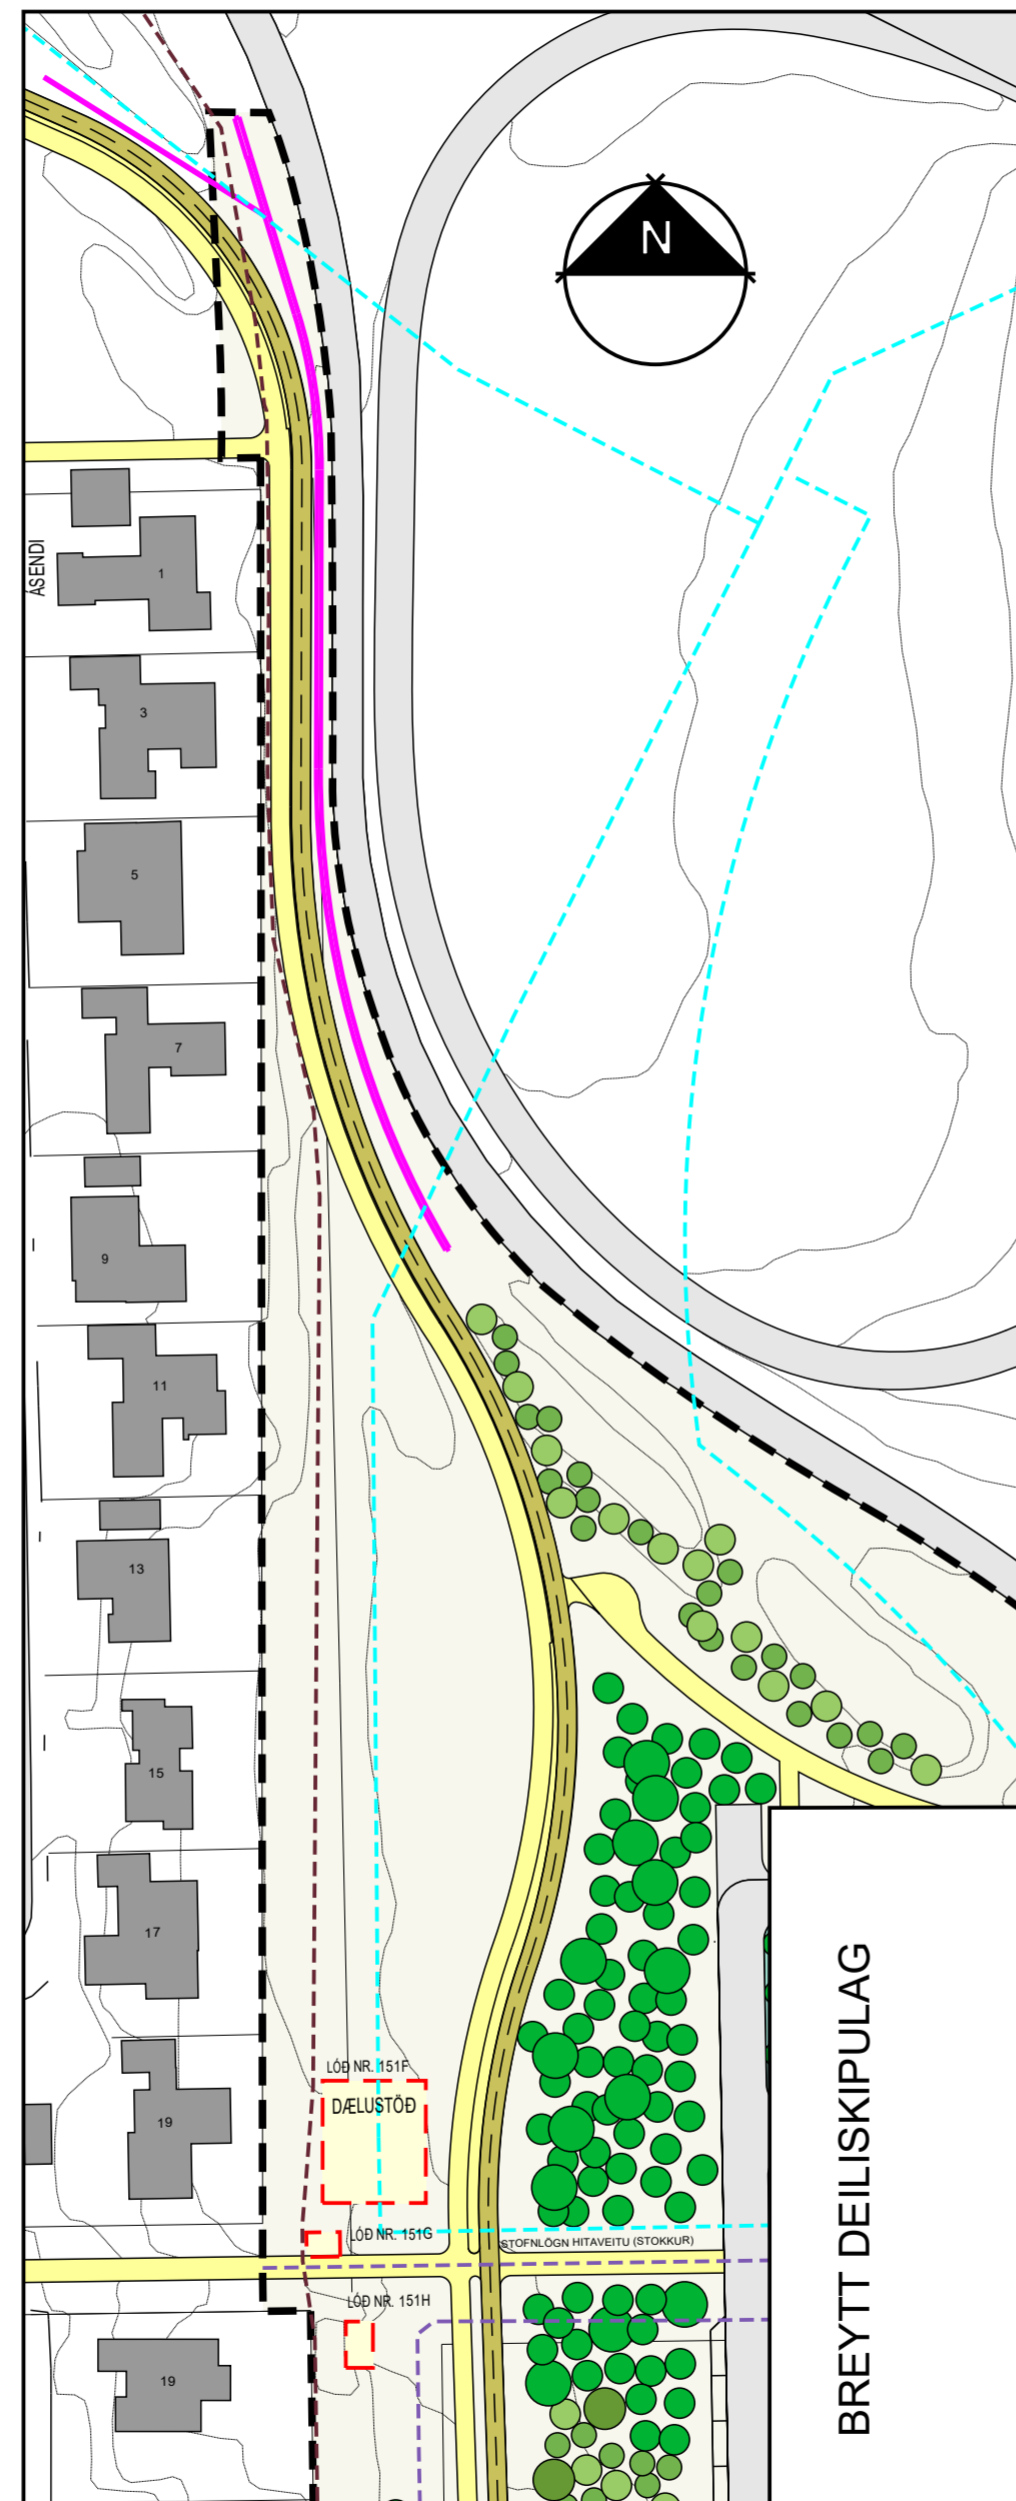 N
ÁSENDI
1
3
5
7
9
11
13
15
17
19
LÓÐ NR. 151F
DÆLUSTÖÐ
LÓÐ NR. 151G
STOFNLÖGN HITAVEITU (STOKKUR)
LÓÐ NR. 151H
19
BREYTT DEILISKIPULAG